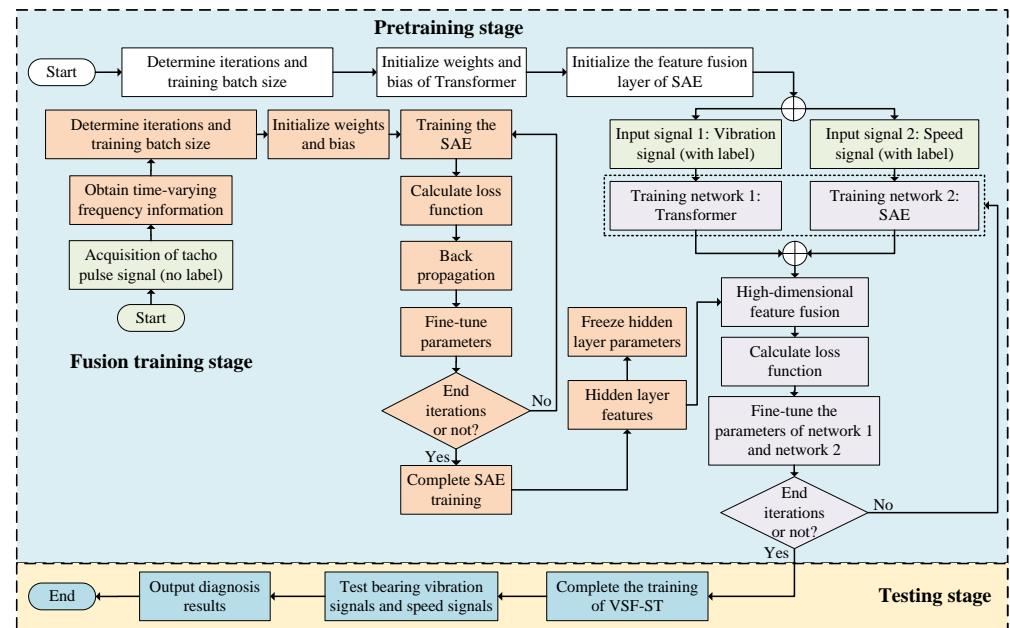 Pretraining stage
Start
Determine iterations and
training batch size
Initialize weights and
bias of Transformer
Initialize the feature fusion
layer of SAE
Determine iterations and
training batch size
Initialize weights
and bias
Training the
SAE
Input signal 1: Vibration
signal (with label)
Input signal 2: Speed
signal (with label)
Obtain time-varying
frequency information
Calculate loss
function
Training network 1:
Transformer
Training network 2:
SAE
Acquisition of tacho
pulse signal (no label)
Back
propagation
Start
High-dimensional
feature fusion
Fine-tune
parameters
Freeze hidden
layer parameters
Fusion training stage
Calculate loss
function
End
iterations
or not?
No
Hidden layer
features
Fine-tune the
parameters of network 1
and network 2
Yes
Complete SAE
training
End
iterations
or not?
No
Yes
End
Output diagnosis
results
Test bearing vibration
signals and speed signals
Complete the training
of VSF-ST
Testing stage